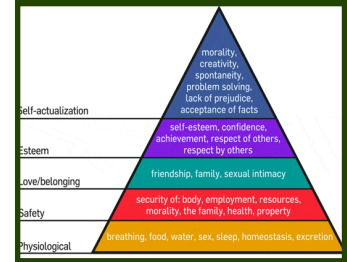 morality,
creativity,
spontaneity,
problem solving,
lack of prejudice,
acceptance of facts
Self-actualization
self-esteem, confidence,
achievement, respect of others,
respect by others
Esteem
friendship, family, sexual intimacy
Love/belonging
security of: body, employment, resources,
morality, the family, health, property
Safety
breathing, food, water, sex, sleep, homeostasis, excretion
Physiological